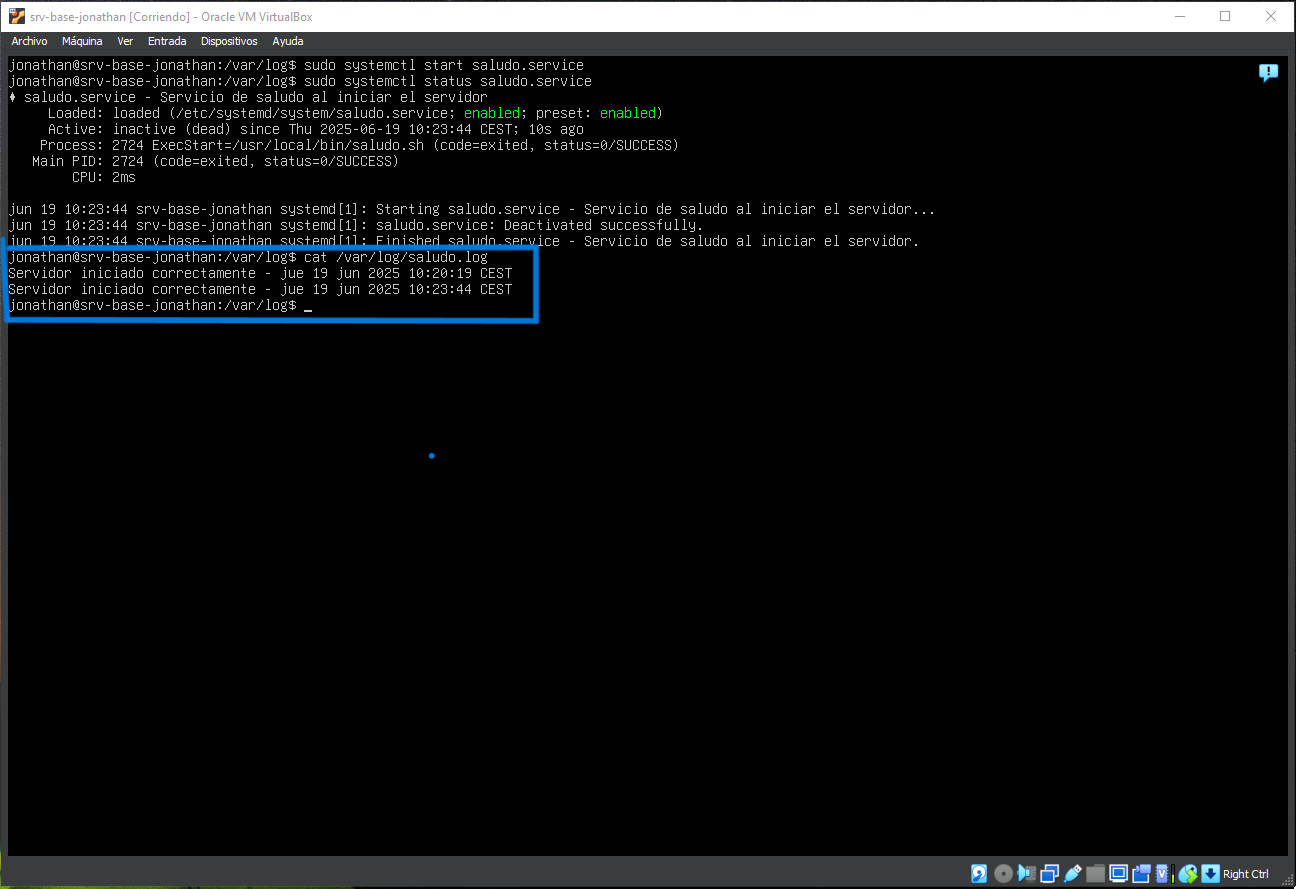 srv-base-jonathan [Corriendo] - Oracle VM VirtualBox
Archivo Máquina Ver Entrada Dispositivos Ayuda
jonathan@srv-base-jonathan:/var/log$ sudo systemctl start saludo.service
jonathan@srv-base-jonathan:/var/log$ sudo systemctl status saludo.service
♦ saludo.service - Servicio de saludo al iniciar el servidor
Loaded: loaded (/etc/systemd/system/saludo.service; enabled; preset: enabled)
Active: inactive (dead) since Thu 2025-06-19 10:23:44 CEST; 10s ago
Process: 2724 ExecStart=/usr/local/bin/saludo.sh (code=exited, status=0/SUCCESS)
Main PID: 2724 (code=exited, status=0/SUCCESS)
CPU: 2ms
jun 19 10:23:44 srv-base-jonathan systemd[1]: Starting saludo.service - Servicio de saludo al iniciar el servidor...
jun 19 10:23:44 srv-base-jonathan systemd[1]: saludo.service: Deactivated successfully.
jun 19 10:23:44 srv-base-jonathan systemd[1]: Finished saludo.service - Servicio de saludo al iniciar el servidor.
jonathan@srv-base-jonathan:/var/log$ cat /var/log/saludo.log
Servidor iniciado correctamente - jue 19 jun 2025 10:20:19 CEST
Servidor iniciado correctamente - jue 19 jun 2025 10:23:44 CEST
jonathan@srv-base-jonathan:/var/log$ _
Right Ctrl